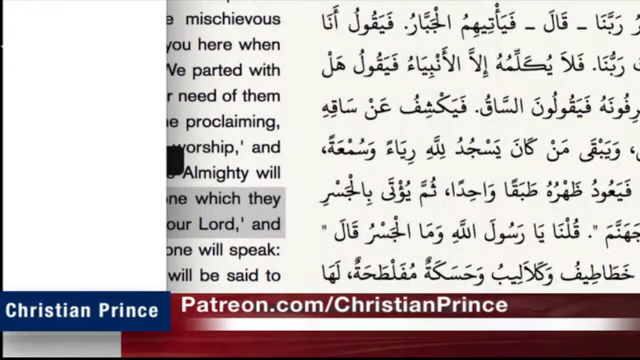 e mischievous
you here when
We parted with
r need of them
e proclaiming,
worship,' and
Almighty will
one which they
our Lord,' and
one will speak:
will be said to
رَبَّنَا ـ قَالَ ـ فَيَأْتِيهِمُ الْجَبَّارُ. فَيَقُولُ أَنَا
رَبُّنَا. فَلاَ يُكَلِّمُهُ إِلاَّ الأَنْبِيَاءُ فَيَقُولُ هَلْ
فَيَقُولُونَ السَّاقُ. فَيَكْشِفُ عَنْ سَاقِهِ
وَيَبْقَى مَنْ كَانَ يَسْجُدُ لِلَّهِ رِيَاءً وَسُمْعَةً،
فَيَعُودُ ظَهْرُهُ طَبَقًا وَاحِدًا، ثُمَّ يُؤْتَى بِالْجَسْرِ
جَهَنَّمَ ". قُلْنَا يَا رَسُولَ اللَّهِ وَمَا الْجَسْرُ قَالَ "
خَطَاطِيفُ وَكَلاَلِيبُ وَحَسَكَةٌ مُفَلْطَحَةٌ، لَهَا
Christian Prince
Patreon.com/ChristianPrince